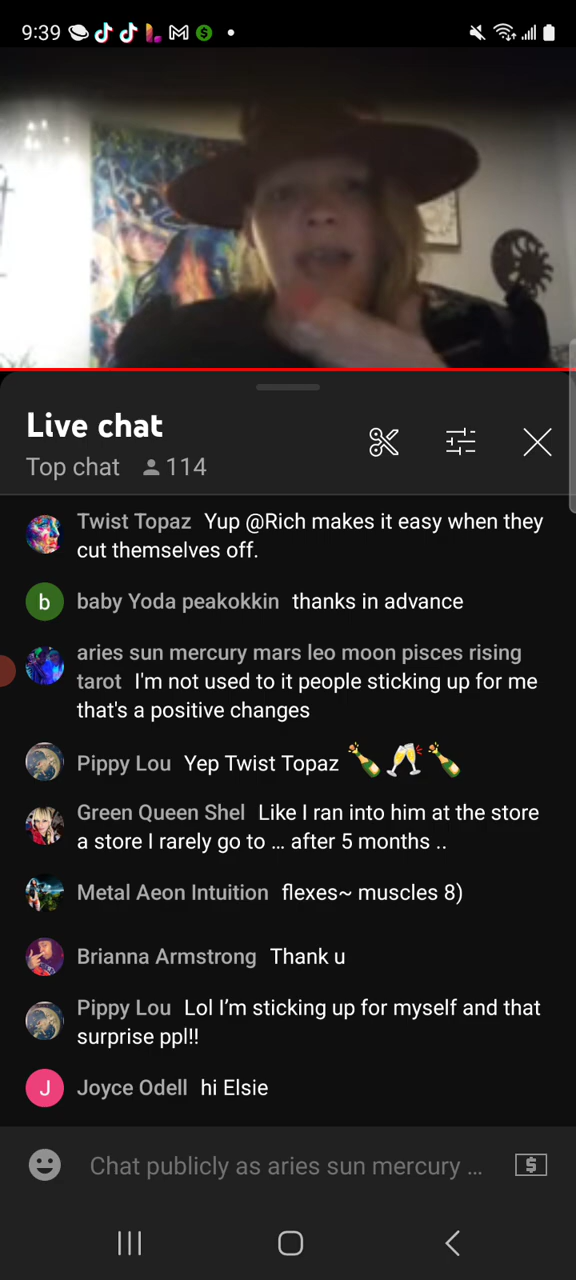 9:39
Live chat
Top chat 114
Twist Topaz Yup @Rich makes it easy when they
cut themselves off.
b baby Yoda peakokkin thanks in advance
aries sun mercury mars leo moon pisces rising
tarot I'm not used to it people sticking up for me
that's a positive changes
Pippy Lou Yep Twist Topaz 🍾🥂🍾
Green Queen Shel Like I ran into him at the store
a store I rarely go to ... after 5 months ..
Metal Aeon Intuition flexes~ muscles 8)
Brianna Armstrong Thank u
Pippy Lou Lol I’m sticking up for myself and that
surprise ppl!!
J Joyce Odell hi Elsie
Chat publicly as aries sun mercury ... $